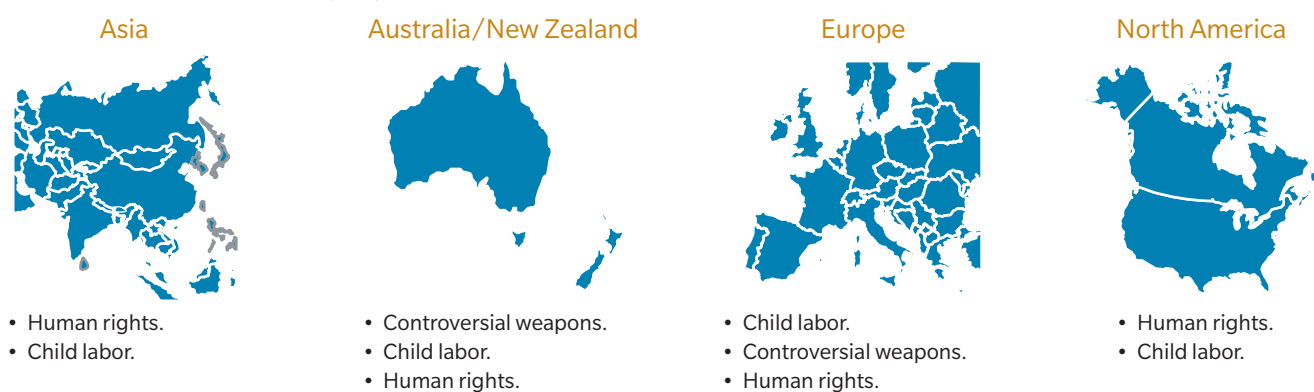 Asia
• Human rights.
• Child labor.
Australia/New Zealand
• Controversial weapons.
• Child labor.
• Human rights.
Europe
• Child labor.
• Controversial weapons.
• Human rights.
North America
• Human rights.
• Child labor.